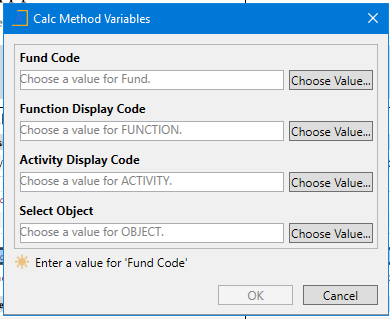 Calc Method Variables
Fund Code
Choose a value for Fund.
Choose Value...
Function Display Code
Choose a value for FUNCTION.
Choose Value...
Activity Display Code
Choose a value for ACTIVITY.
Choose Value...
Select Object
Choose a value for OBJECT.
Choose Value...
Enter a value for 'Fund Code'
OK
Cancel